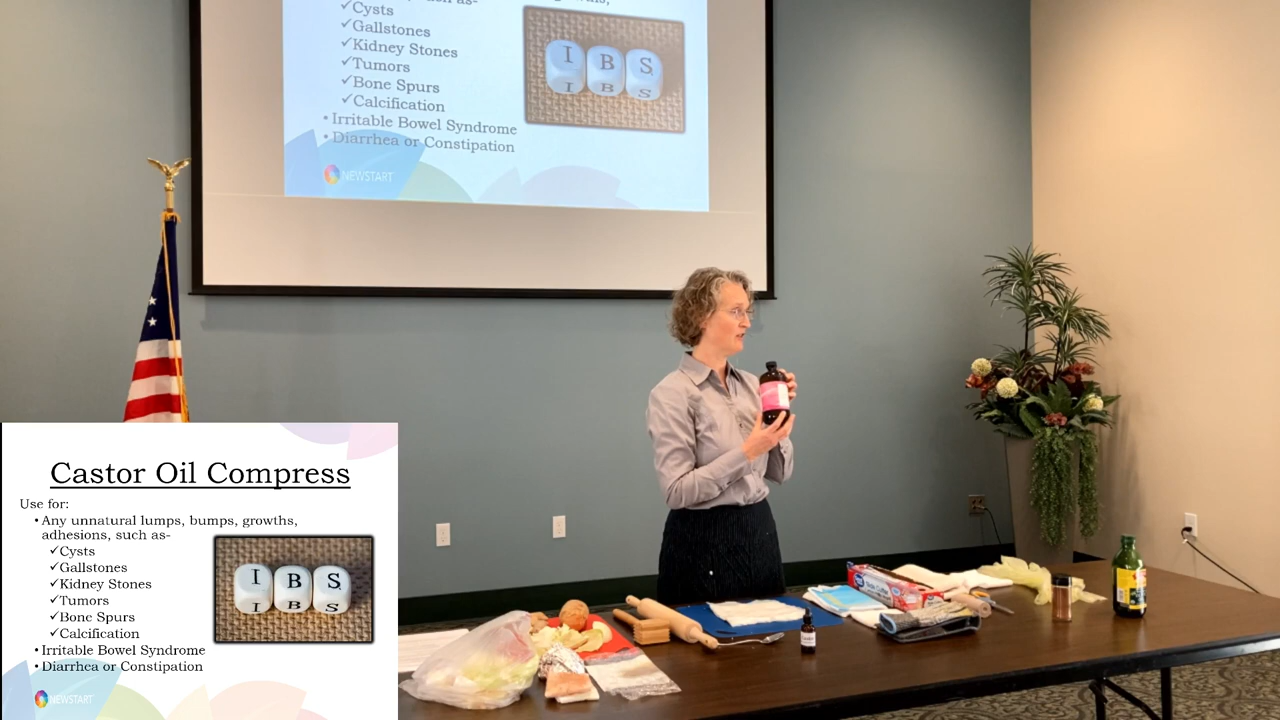 such as-
✓Cysts
✓Gallstones
✓Kidney Stones
✓Tumors
✓Bone Spurs
✓Calcification
• Irritable Bowel Syndrome
• Diarrhea or Constipation
I B S
I B S
NEWSTART
Castor Oil Compress
Use for:
• Any unnatural lumps, bumps, growths,
adhesions, such as-
✓Cysts
✓Gallstones
✓Kidney Stones
✓Tumors
✓Bone Spurs
✓Calcification
• Irritable Bowel Syndrome
• Diarrhea or Constipation
I B S
I B S
NEWSTART